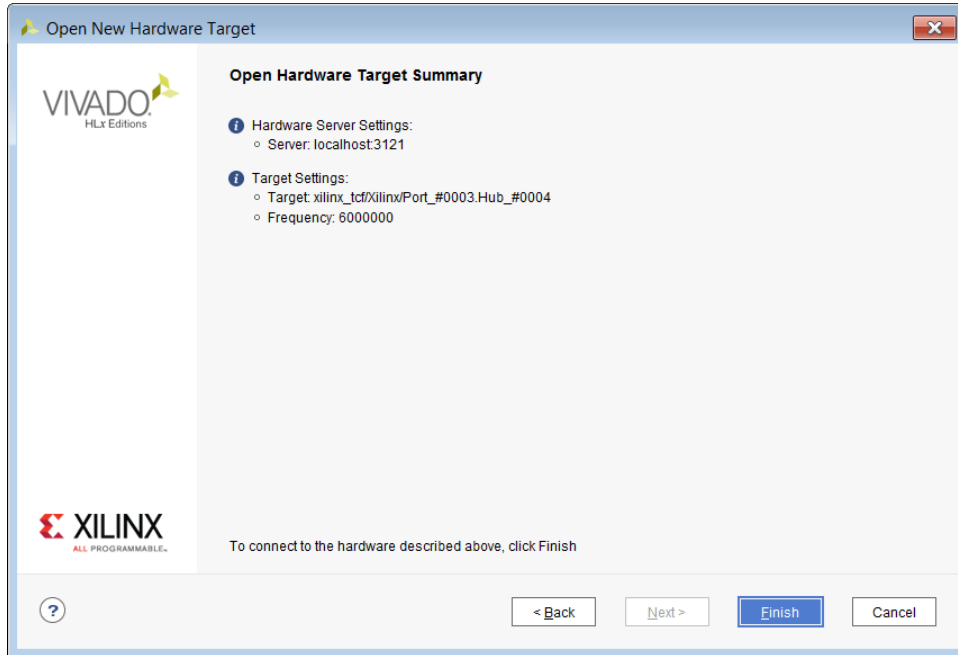 Open New Hardware Target
VIVADO.
HLx Editions
Open Hardware Target Summary
Hardware Server Settings:
Server: localhost:3121
Target Settings:
Target: xilinx_tcf/Xilinx/Port_#0003.Hub_#0004
Frequency: 6000000
XILINX
ALL PROGRAMMABLE™
To connect to the hardware described above, click Finish
?
< Back
Next >
Finish
Cancel